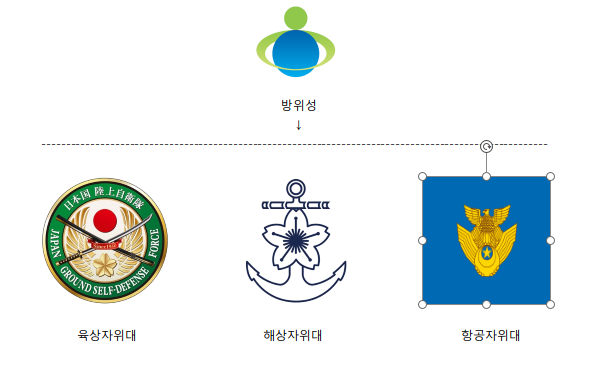 방위성
↓
日本国 陸上自衛隊
JAPAN GROUND SELF-DEFENSE FORCE
Since1950
육상자위대
해상자위대
항공자위대